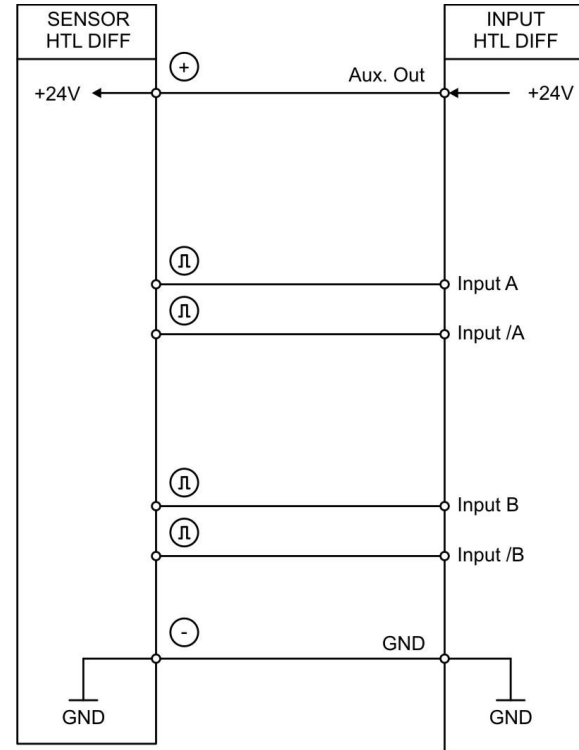 SENSOR
HTL DIFF
INPUT
HTL DIFF
+
Aux. Out
+24V
+24V
Input A
Input /A
Input B
Input /B
-
GND
GND
GND